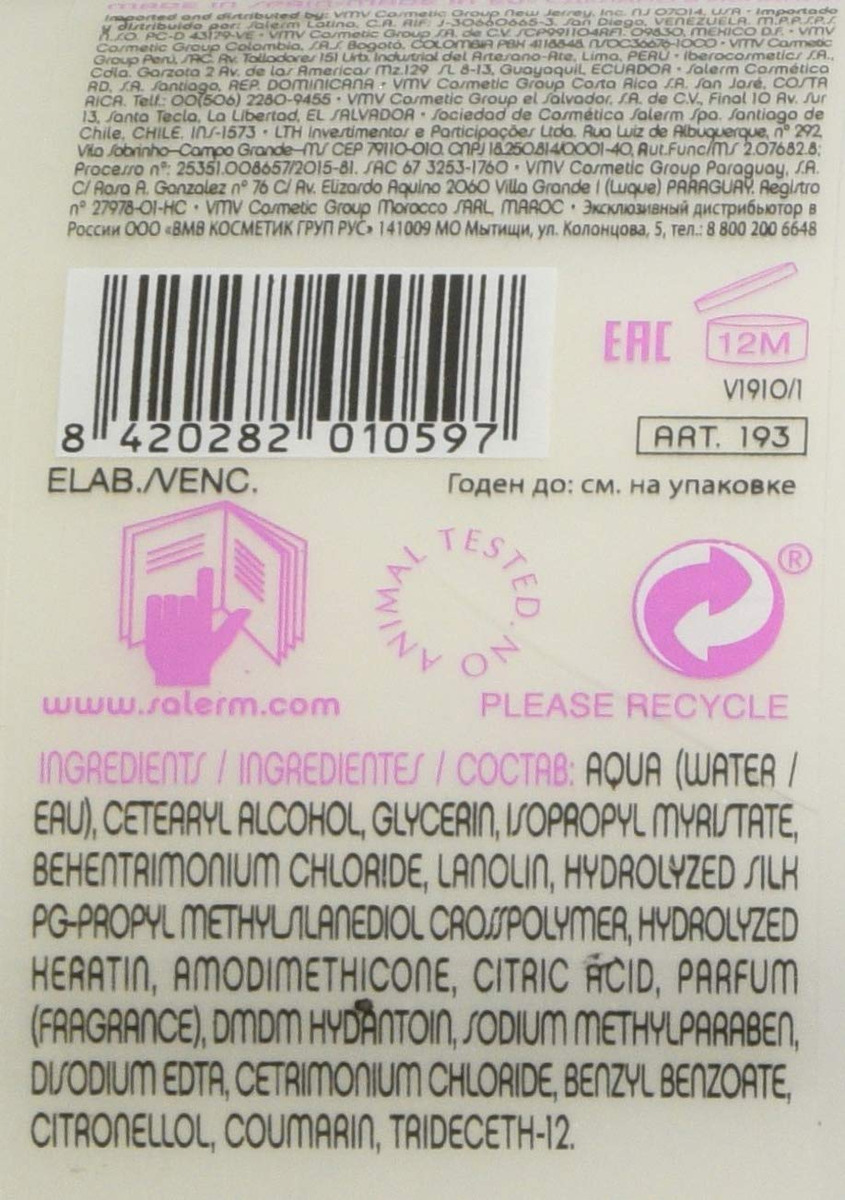 MADE IN SPAIN-MADE IN EU
Imported and distributed by: VMV Cosmetic Group New Jersey, Inc. NJ 07014, USA • Importado
y distribuido por: Salerm Latina, C.A. RIF: J-30680665-3. San Diego, VENEZUELA. M.P.P.S.P.S
N.S.O. PC-D 43179-VE • VMV Cosmetic Group S.A. de C.V. 09830, MEXICO D.F. • VMV
Cosmetic Group Colombia, S.A.S Bogotá, COLOMBIA PBX 4118848 NSOC36676-10CO • VMV Cosmetic
Group Perú, SAC. Av. Talladores 151 Urb. Industrial del Artesano-Ate, Lima, PERU • Iberocosmetics S.A.,
Cdla. Garzota 2 Av. de las Americas Mz.129 SL 8-13, Guayaquil, ECUADOR • Salerm Cosmética
RD, S.A. Santiago, REP. DOMINICANA • VMV Cosmetic Group Costa Rica S.A. San José, COSTA
RICA. Telf.: 00(506) 2280-9455 • VMV Cosmetic Group el Salvador, S.A. de C.V., Final 10 Av. Sur
13, Santa Tecla, La Libertad, EL SALVADOR • Sociedad de Cosmética Salerm Spa. Santiago de
Chile, CHILE. INS-1573 • LTH Investimentos e Participações Ltda. Rua Luiz de Albuquerque, nº 292,
Vila Sobrinho-Campo Grande-MS CEP 79110-010. CNPJ 18.250.814/0001-40, Aut.Func/MS 2.07682.8;
Processo nº: 25351.008657/2015-81. SAC 67 3253-1760 • VMV Cosmetic Group Paraguay, S.A.
C/ Rosa A. Gonzalez nº 76 C/ Av. Elizardo Aquino 2060 Villa Grande I (Luque) PARAGUAY. Registro
nº 27978-01-HC • VMV Cosmetic Group Morocco SARL, MAROC • Эксклюзивный дистрибьютор в
России ООО «ВМВ КОСМЕТИК ГРУП РУС» 141009 МО Мытищи, ул. Колонцова, 5, тел.: 8 800 200 6648
EAC
12M
V1910/1
8 420282 010597
ART. 193
ELAB./VENC.
Годен до: см. на упаковке
NO ANIMAL TESTED.
®
www.salerm.com
PLEASE RECYCLE
INGREDIENTS / INGREDIENTES / СОСТАВ: AQUA (WATER /
EAU), CETEARYL ALCOHOL, GLYCERIN, ISOPROPYL MYRISTATE,
BEHENTRIMONIUM CHLORIDE, LANOLIN, HYDROLYZED SILK
PG-PROPYL METHYLSILANEDIOL CROSSPOLYMER, HYDROLYZED
KERATIN, AMODIMETHICONE, CITRIC ACID, PARFUM
(FRAGRANCE), DMDM HYDANTOIN, SODIUM METHYLPARABEN,
DISODIUM EDTA, CETRIMONIUM CHLORIDE, BENZYL BENZOATE,
CITRONELLOL, COUMARIN, TRIDECETH-12.